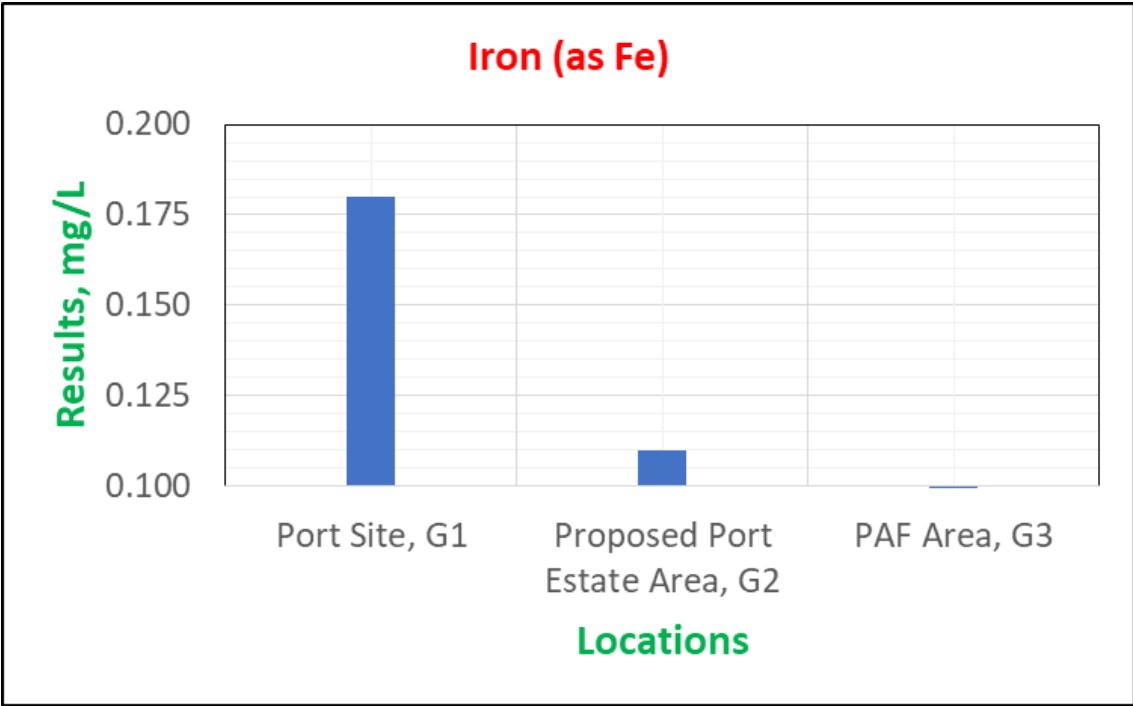 Iron (as Fe)
Results, mg/L
0.200
0.175
0.150
0.125
0.100
Port Site, G1
Proposed Port
Estate Area, G2
PAF Area, G3
Locations